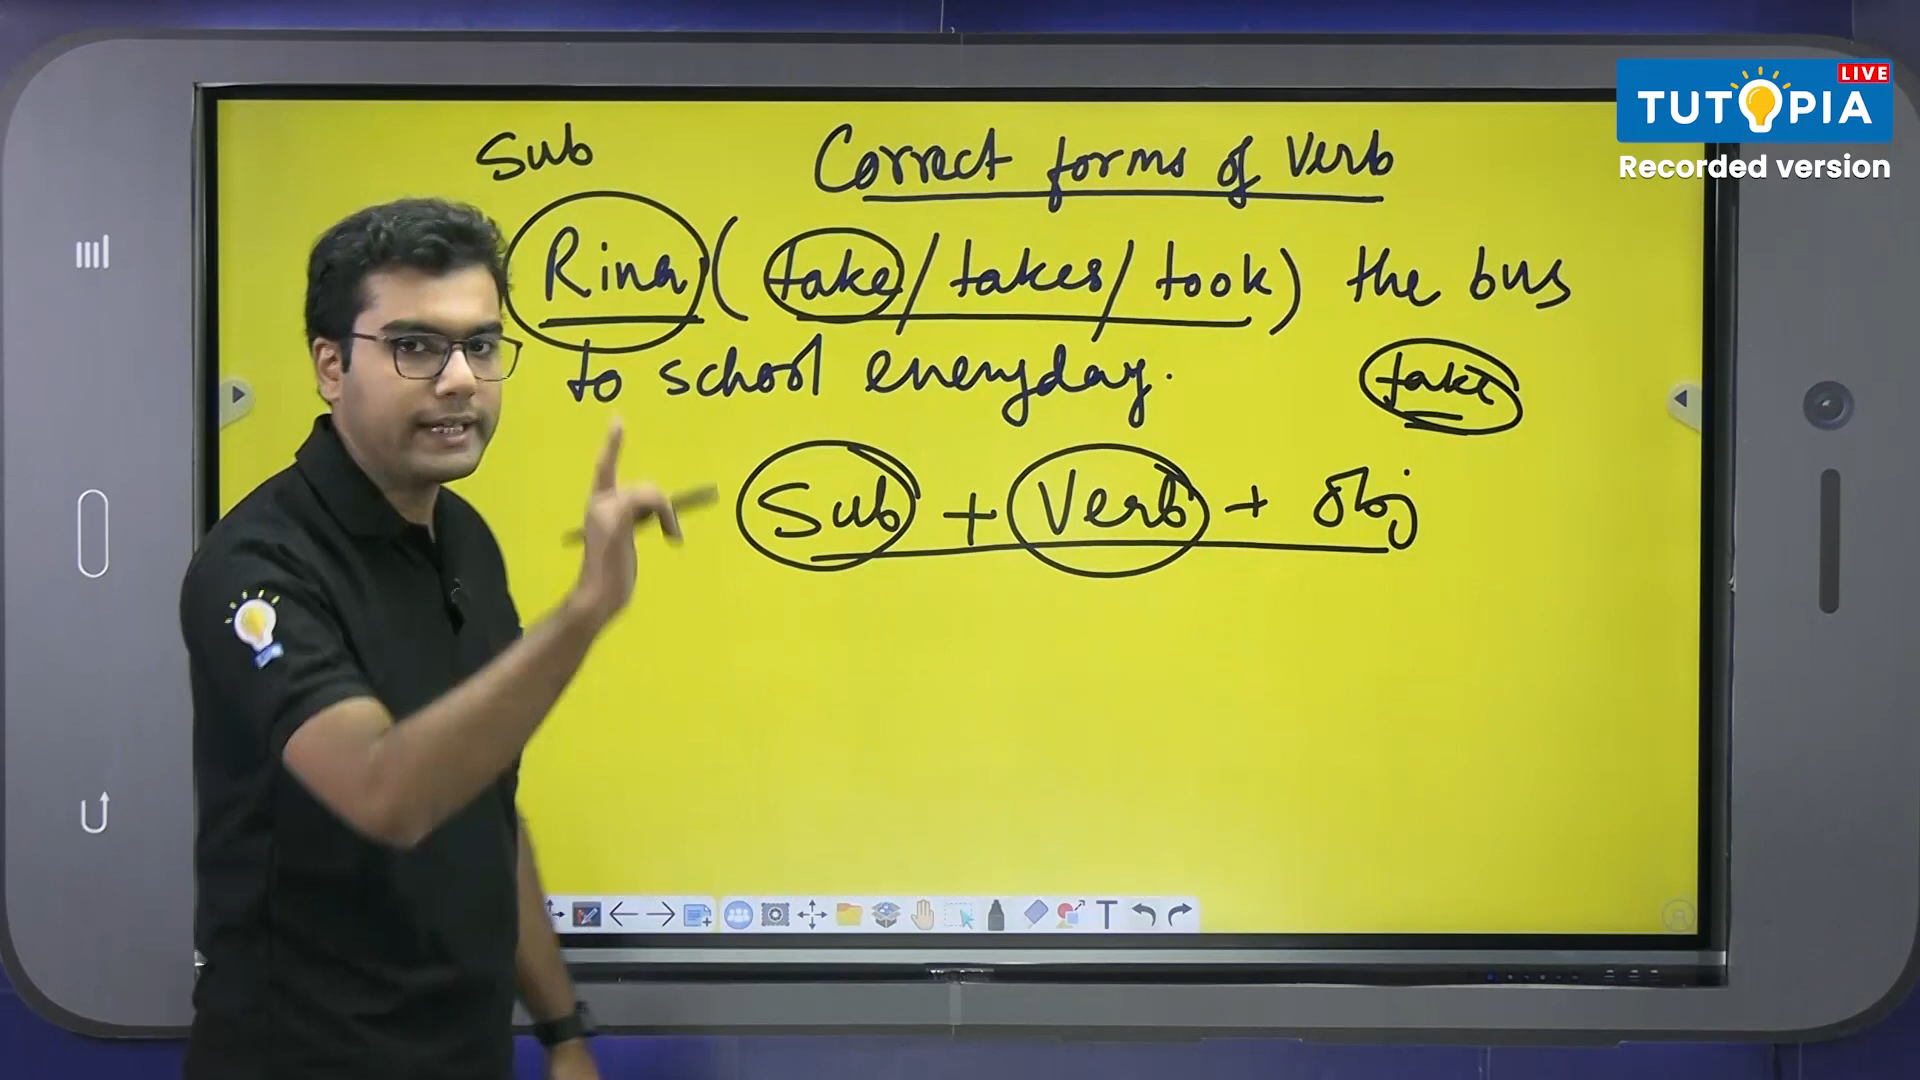 LIVE
TUTOPIA
Recorded version
Sub
Correct forms of Verb
Rina (take/takes/took) the bus
to school everyday.
take
Sub + Verb + obj
T